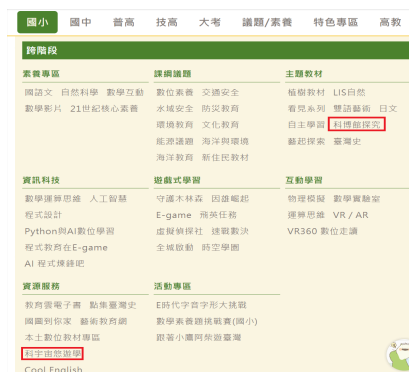 國小 國中 普高 技高 大考 議題/素養 特色專區 高教
跨階段
素養專區
國語文 自然科學 數學互動
數學影片 21世紀核心素養
課綱議題
數位素養 交通安全
水域安全 防災教育
環境教育 文化教育
能源議題 海洋與環境
海洋教育 新住民教材
主題教材
植樹教材 LIS自然
看見系列 雙語藝術 日文
自主學習 科博館探究
藝起探索 臺灣史
資訊科技
數學運算思維 人工智慧
程式設計
Python與AI數位學習
程式教育在E-game
AI 程式煉錢吧
遊戲式學習
守護木林森 因雄崛起
E-game 飛英任務
虛擬偵探社 速戰數決
全城啟動 時空學園
互動學習
物理模擬 數學實驗室
運算思維 VR / AR
VR360 數位走讀
資源服務
教育雲電子書 點集臺灣史
國圖到你家 藝術教育網
本土數位教材專區
科宇宙悠遊學
Cool English
活動專區
E時代字音字形大挑戰
數學素養題挑戰賽(國小)
跟著小鷹阿柴遊臺灣